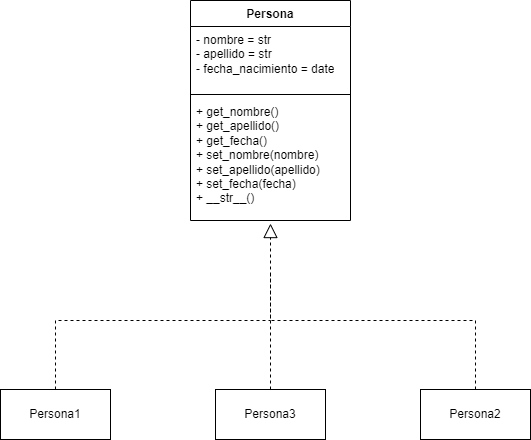 Persona
- nombre = str
- apellido = str
- fecha_nacimiento = date
+ get_nombre()
+ get_apellido()
+ get_fecha()
+ set_nombre(nombre)
+ set_apellido(apellido)
+ set_fecha(fecha)
+ __str__()
Persona1
Persona3
Persona2